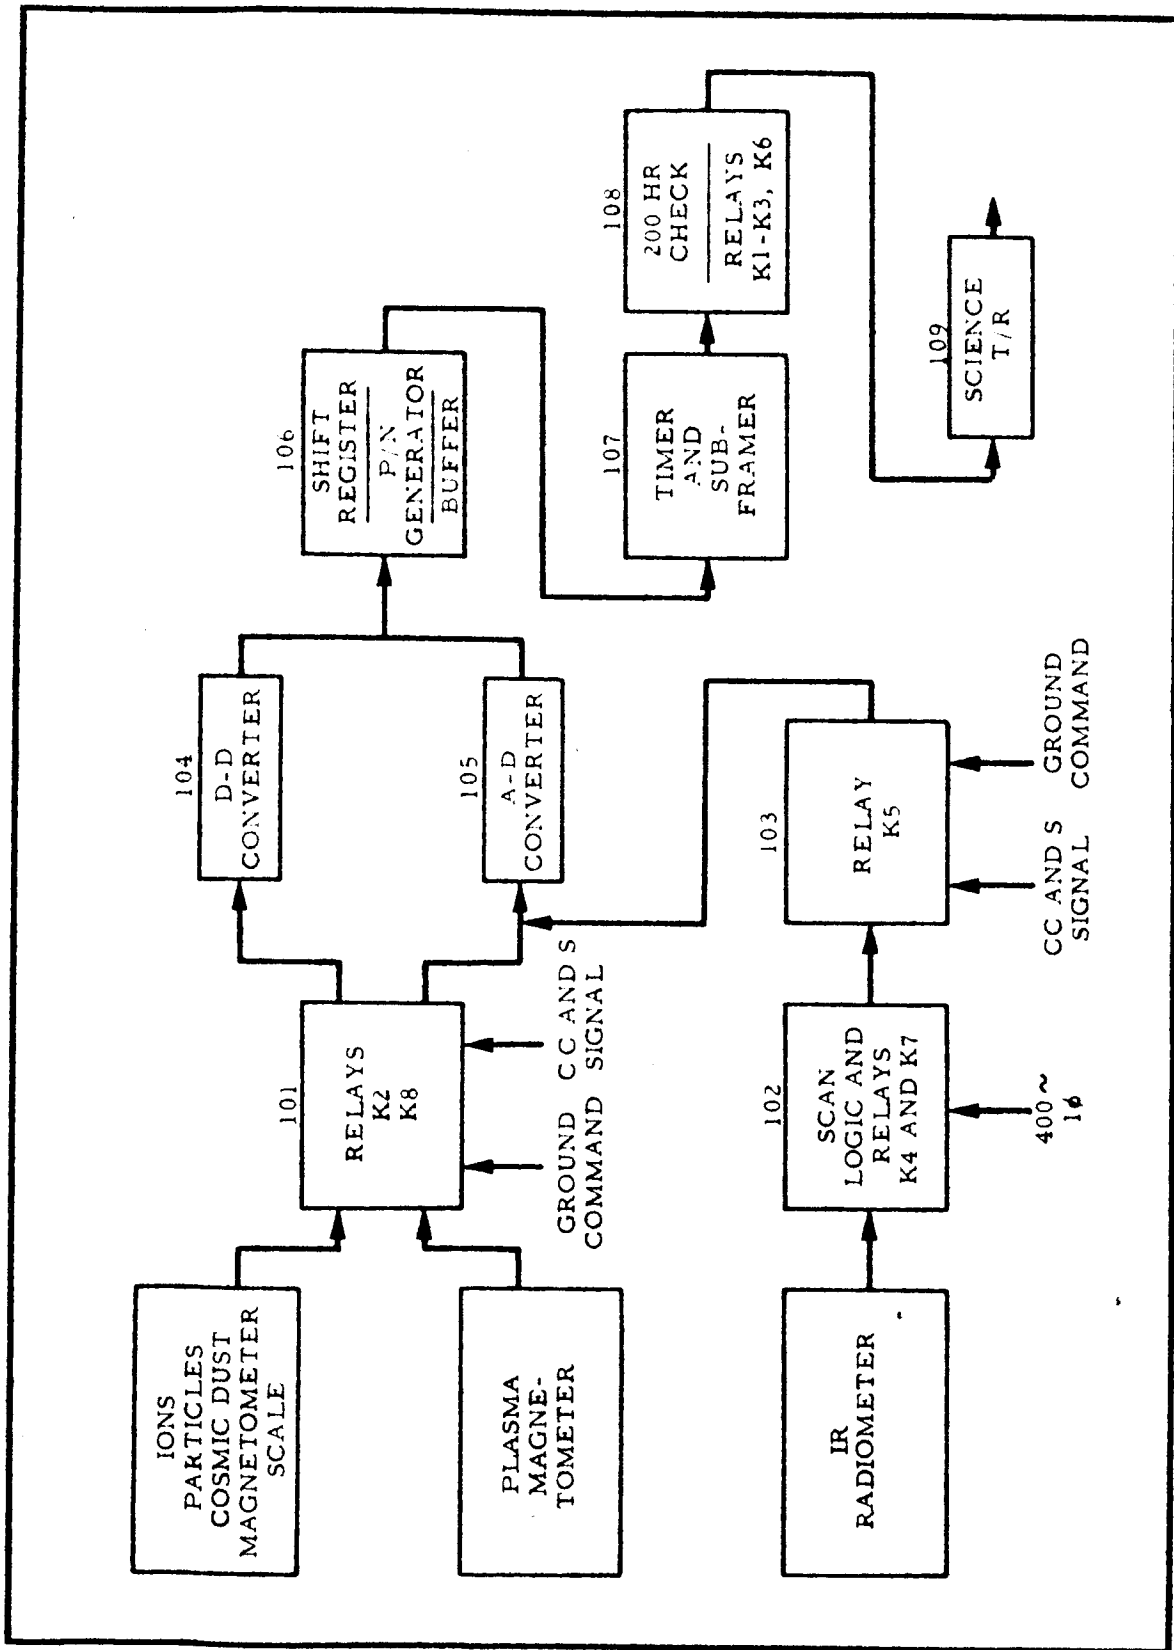 IONS
PARTICLES
COSMIC DUST
MAGNETOMETER
SCALE
PLASMA
MAGNE-
TOMETER
IR
RADIOMETER
101
RELAYS
K2
K8
GROUND
COMMAND
CC AND S
SIGNAL
102
SCAN
LOGIC AND
RELAYS
K4 AND K7
400~
1ϕ
103
RELAY
K5
CC AND S
SIGNAL
GROUND
COMMAND
104
D-D
CONVERTER
105
A-D
CONVERTER
106
SHIFT
REGISTER
P/N
GENERATOR
BUFFER
107
TIMER
AND
SUB-
FRAMER
108
200 HR
CHECK
RELAYS
K1-K3, K6
109
SCIENCE
T/R